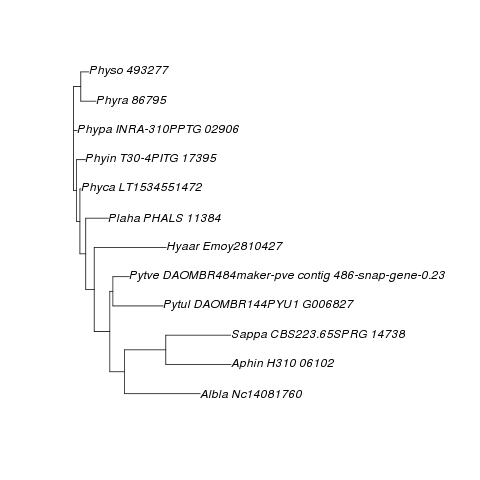 Physo 493277
Phyra 86795
Phypa INRA-310PPTG 02906
Phyin T30-4PITG 17395
Phyca LT1534551472
Plaha PHALS 11384
Hyaar Emoy2810427
Pytve DAOMBR484maker-pve contig 486-snap-gene-0.23
Pytul DAOMBR144PYU1 G006827
Sappa CBS223.65SPRG 14738
Aphin H310 06102
Albla Nc14081760